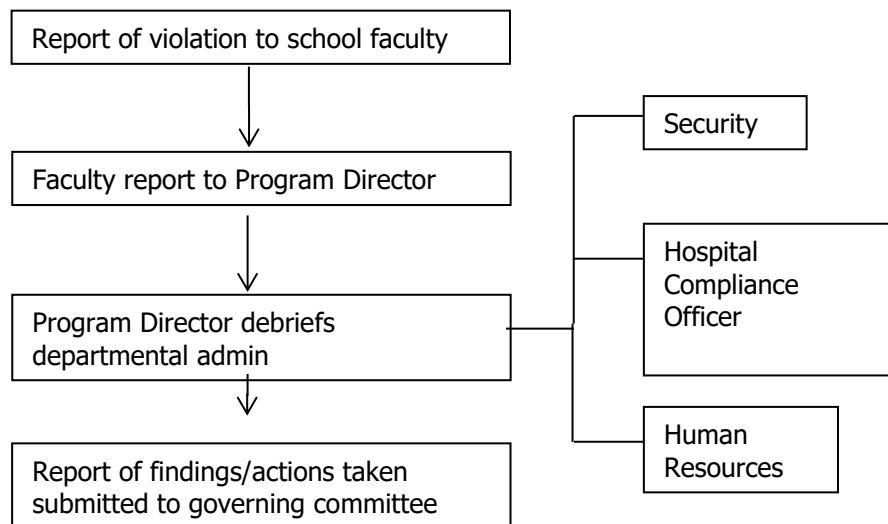 Report of violation to school faculty
Faculty report to Program Director
Program Director debriefs
departmental admin
Report of findings/actions taken
submitted to governing committee
Security
Hospital
Compliance
Officer
Human
Resources